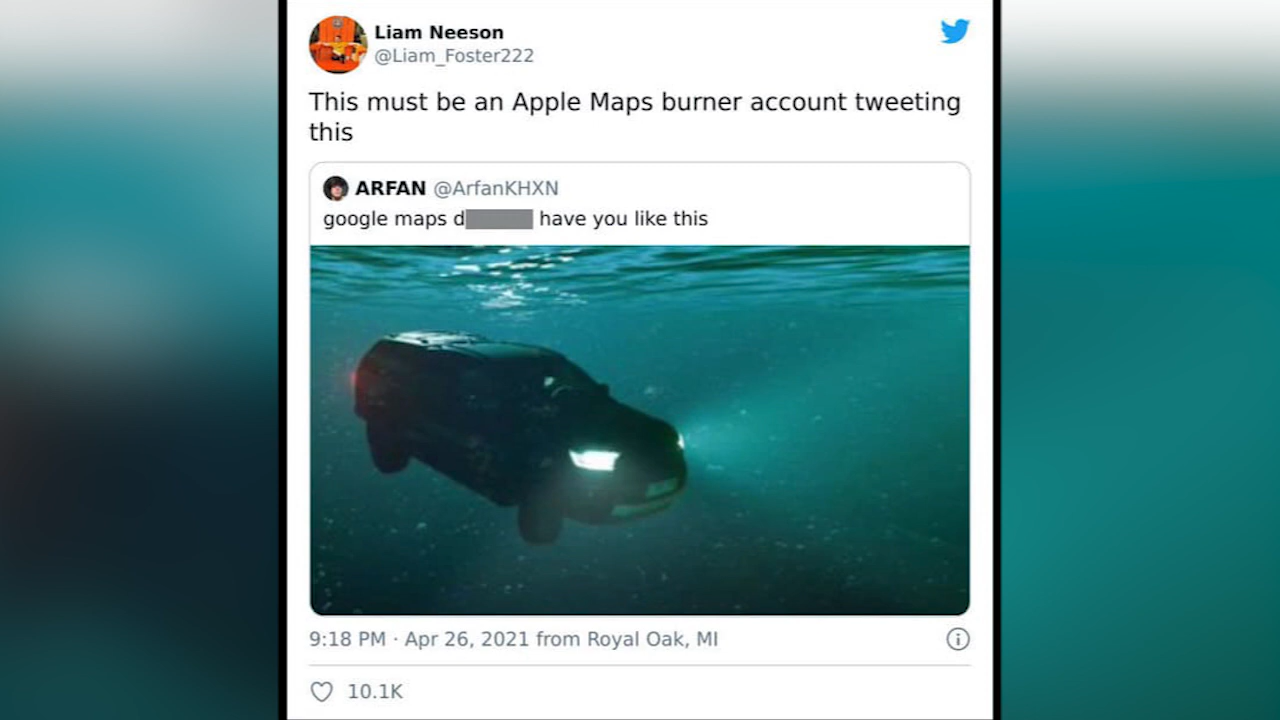 Liam Neeson
@Liam_Foster222
This must be an Apple Maps burner account tweeting
this
ARFAN @ArfanKHXN
google maps d have you like this
9:18 PM · Apr 26, 2021 from Royal Oak, MI
10.1K